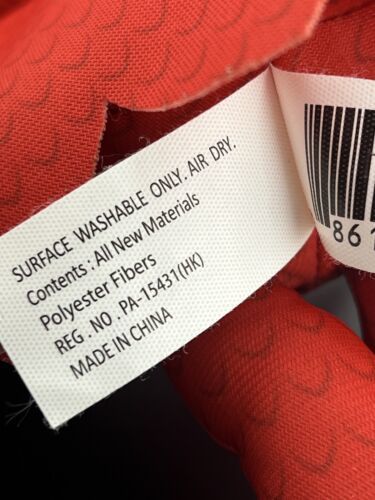 SURFACE WASHABLE ONLY. AIR DRY.
Contents : All New Materials
Polyester Fibers
REG . NO . PA-15431(HK)
MADE IN CHINA
86